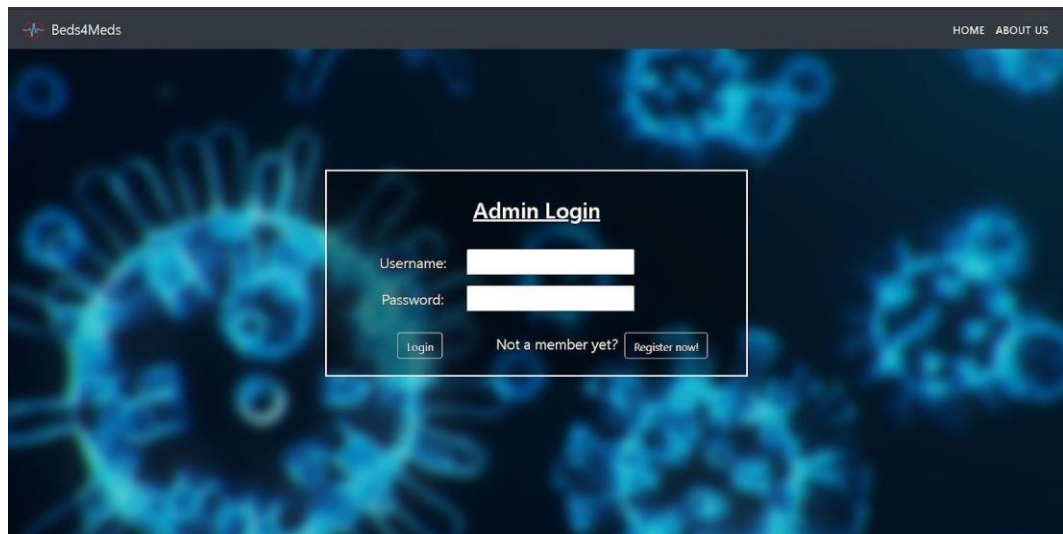 Beds4Meds
HOME ABOUT US
Admin Login
Username:
Password:
Login
Not a member yet? Register now!